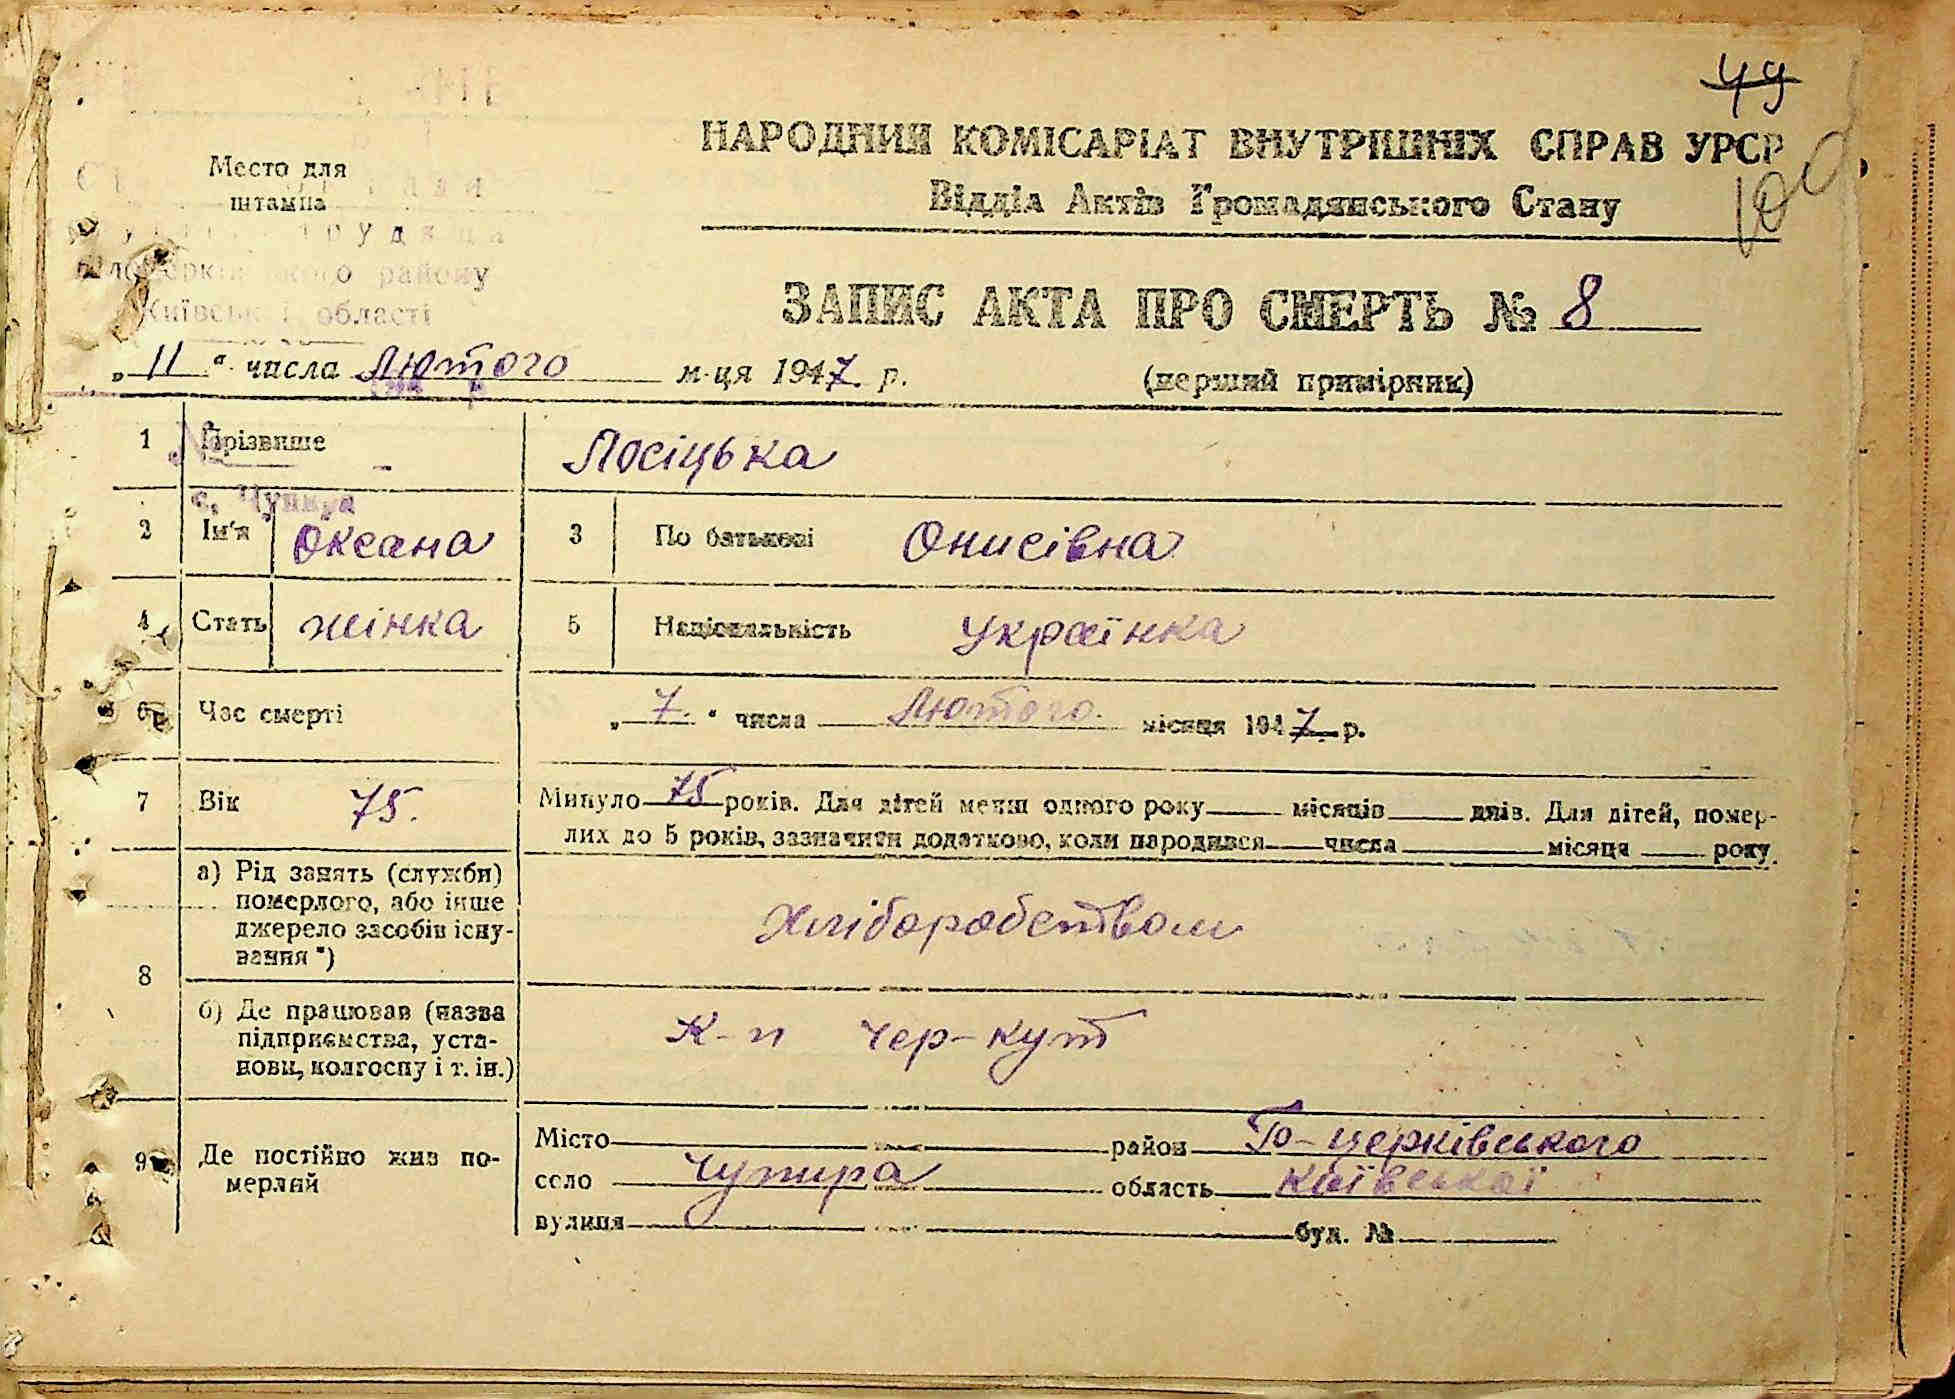 49
НАРОДНИЙ КОМІСАРІАТ ВНУТРІШНІХ СПРАВ УРСР
Відділ Актів Громадянського Стану
Место для
штампа
району
області
ЗАПИС АКТА ПРО СМЕРТЬ № 8
„11“ числа Лютого м-ця 1947 р.
(перший примірник)
1 Прізвище Лосіцька
с. Чупира
2 Ім'я Оксана 3 По батькові Онисівна
4 Стать жінка 5 Національність Українка
6 Час смерті „7.“ числа Лютого. місяця 1947. р.
7 Вік 75. Минуло 75 років. Для дітей менш одного року місяців днів. Для дітей, помер-
лих до 5 років, зазначити додатково, коли народився числа місяця року.
8 а) Рід занять (служби)
померлого, або інше
джерело засобів існу-
вання *)
хліборобством
б) Де працював (назва
підприємства, уста-
нови, колгоспу і т. ін.)
К-п Чер-кут
9 Де постійно жив по-
мерлий
Місто район -церківського
село Чупира область Київської
вулиця буд. №